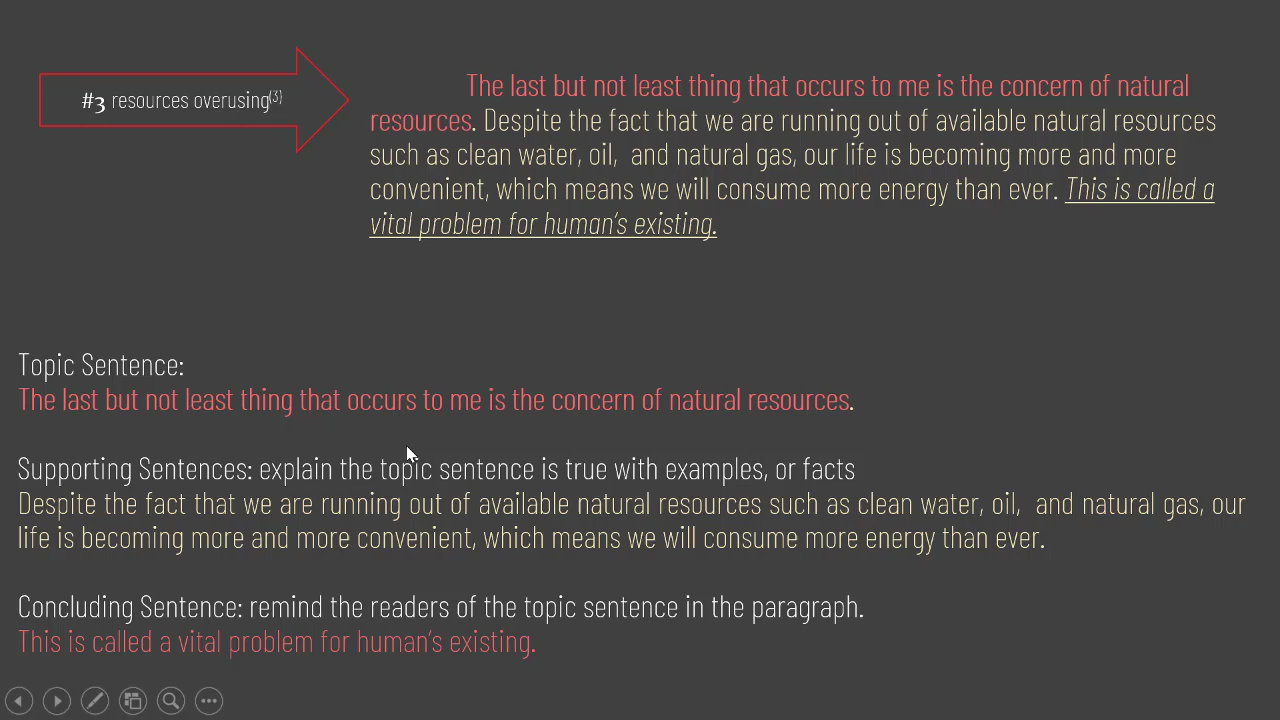 #3 resources overusing(3)
The last but not least thing that occurs to me is the concern of natural
resources. Despite the fact that we are running out of available natural resources
such as clean water, oil,  and natural gas, our life is becoming more and more
convenient, which means we will consume more energy than ever. This is called a
vital problem for human's existing.
Topic Sentence:
The last but not least thing that occurs to me is the concern of natural resources.
Supporting Sentences: explain the topic sentence is true with examples, or facts
Despite the fact that we are running out of available natural resources such as clean water, oil,  and natural gas, our
life is becoming more and more convenient, which means we will consume more energy than ever.
Concluding Sentence: remind the readers of the topic sentence in the paragraph.
This is called a vital problem for human's existing.